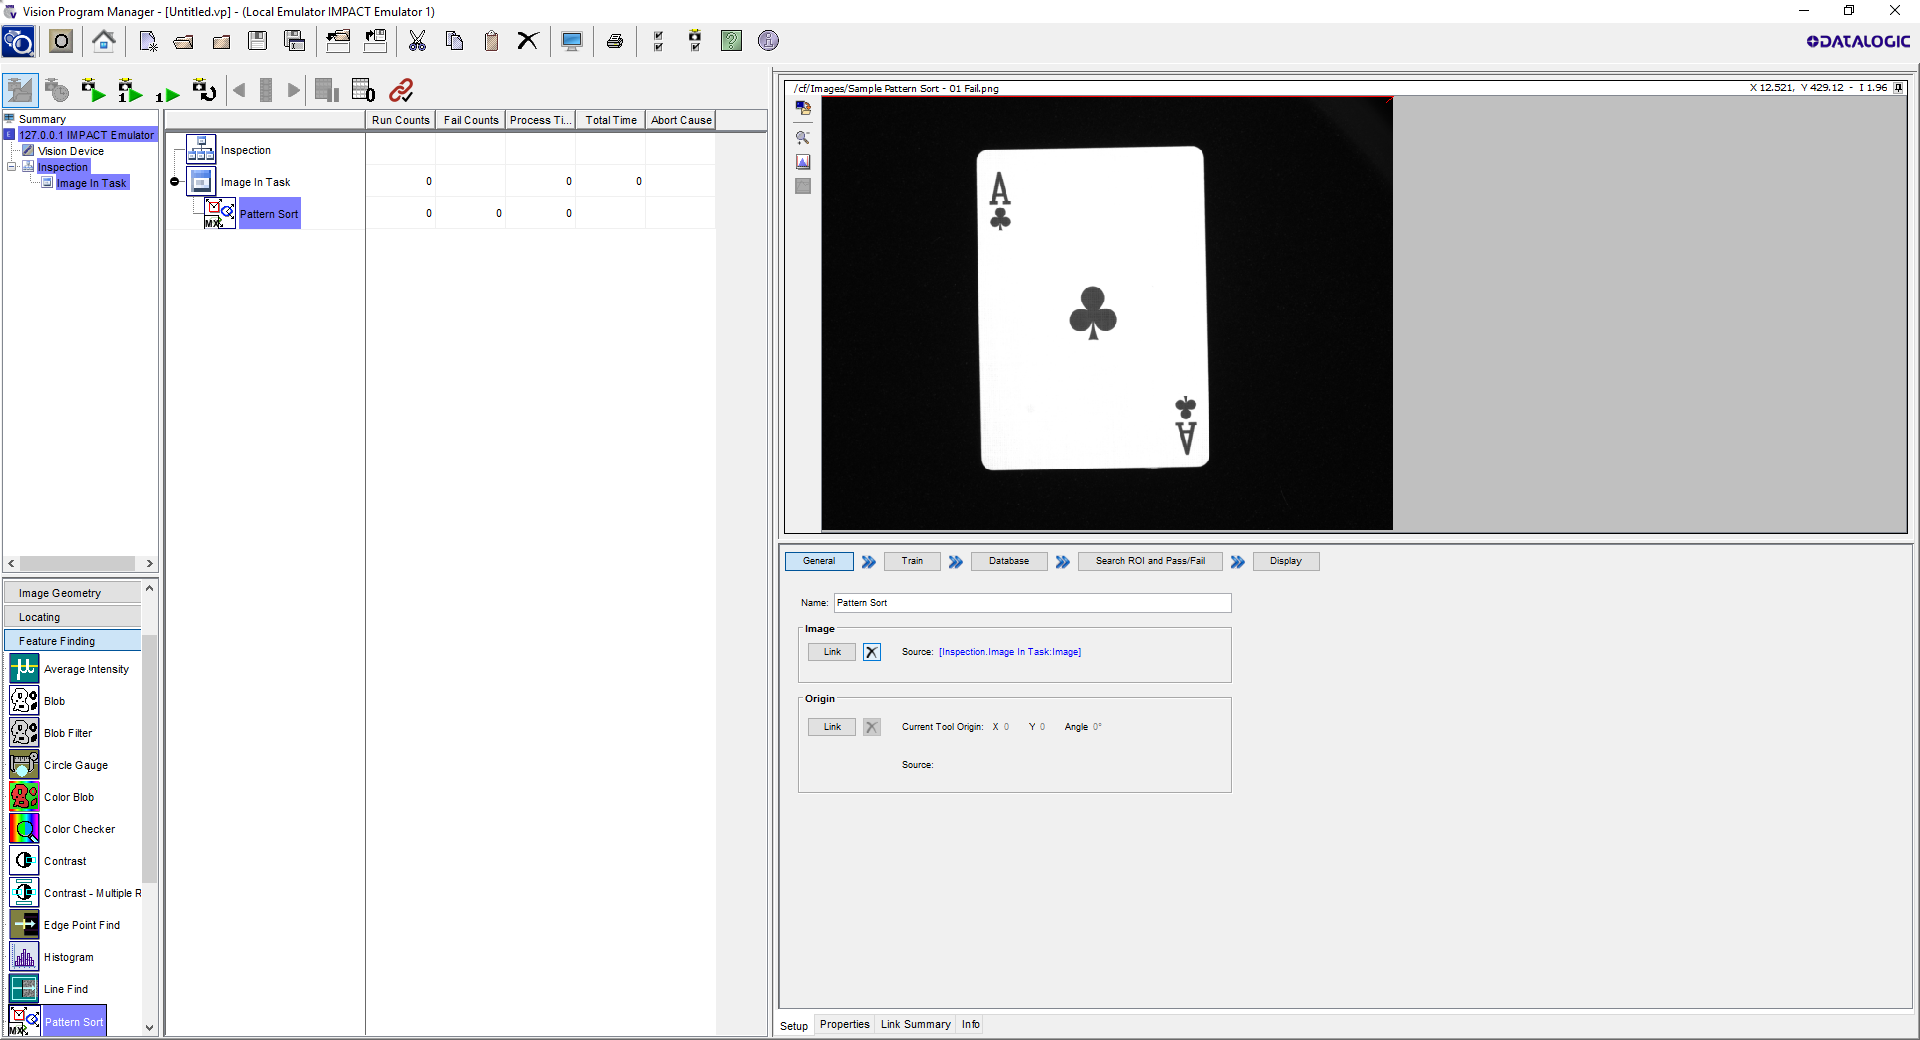 Vision Program Manager - [Untitled.vp] - (Local Emulator IMPACT Emulator 1)
DATALOGIC
Summary
127.0.0.1 IMPACT Emulator
Vision Device
Inspection
Image In Task
Run Counts Fail Counts Process Ti... Total Time Abort Cause
Inspection
Image In Task 0 0 0
Pattern Sort 0 0 0
/cf/Images/Sample Pattern Sort - 01 Fail.png X 12.521, Y 429.12 - I 1.96
A
A
Image Geometry
Locating
Feature Finding
Average Intensity
Blob
Blob Filter
Circle Gauge
Color Blob
Color Checker
Contrast
Contrast - Multiple R
Edge Point Find
Histogram
Line Find
MX Pattern Sort
General Train Database Search ROI and Pass/Fail Display
Name: Pattern Sort
Image
Link Source: [Inspection.Image In Task:Image]
Origin
Link Current Tool Origin: X 0 Y 0 Angle 0°
Source:
Setup Properties Link Summary Info